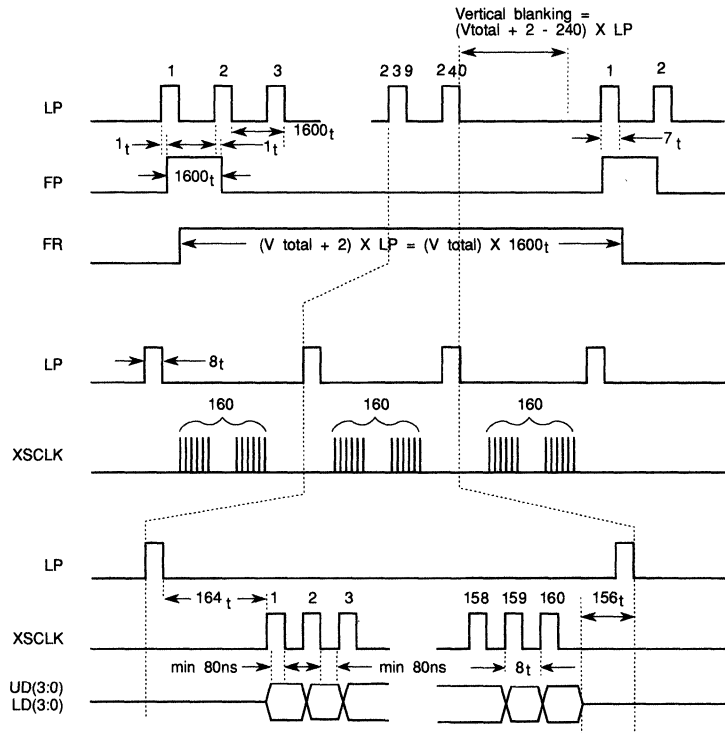 Vertical blanking =
(Vtotal + 2 - 240) X LP
1 2 3 239 240 1 2
LP
1600t
1t 1t 7t
FP
1600t
FR
(V total + 2) X LP = (V total) X 1600t
LP
8t
160 160 160
XSCLK
LP
164t 1 2 3 158 159 160 156t
XSCLK
min 80ns min 80ns 8t
UD(3:0)
LD(3:0)